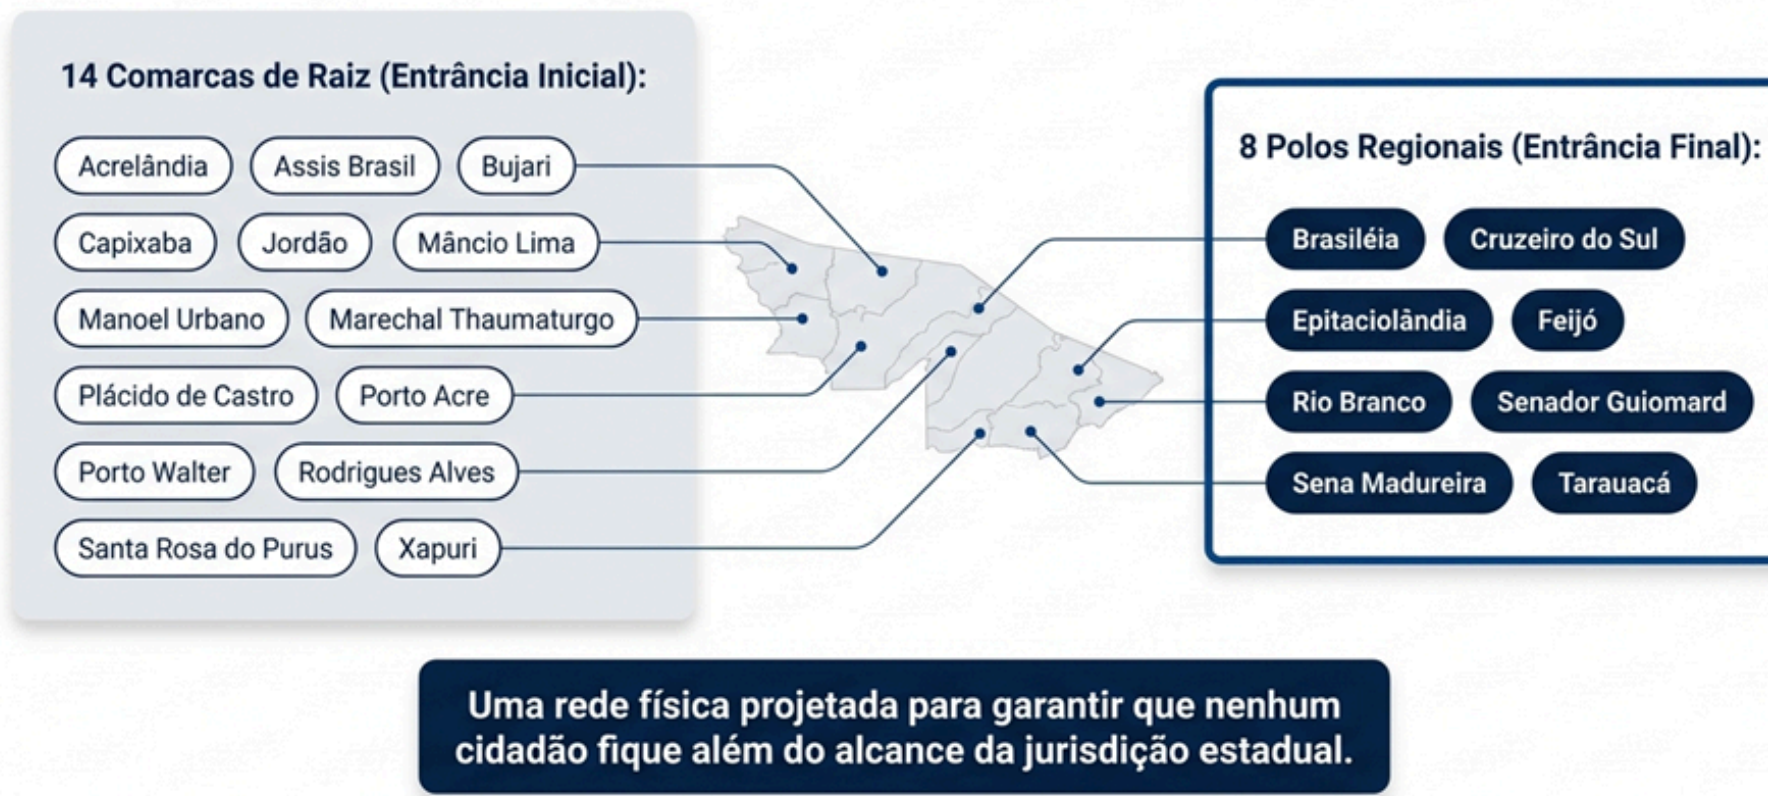 14 Comarcas de Raiz (Entrância Inicial):
Acrelândia Assis Brasil Bujari
Capixaba Jordão Mâncio Lima
Manoel Urbano Marechal Thaumaturgo
Plácido de Castro Porto Acre
Porto Walter Rodrigues Alves
Santa Rosa do Purus Xapuri
8 Polos Regionais (Entrância Final):
Brasiléia Cruzeiro do Sul
Epitaciolândia Feijó
Rio Branco Senador Guiomard
Sena Madureira Tarauacá
Uma rede física projetada para garantir que nenhum
cidadão fique além do alcance da jurisdição estadual.